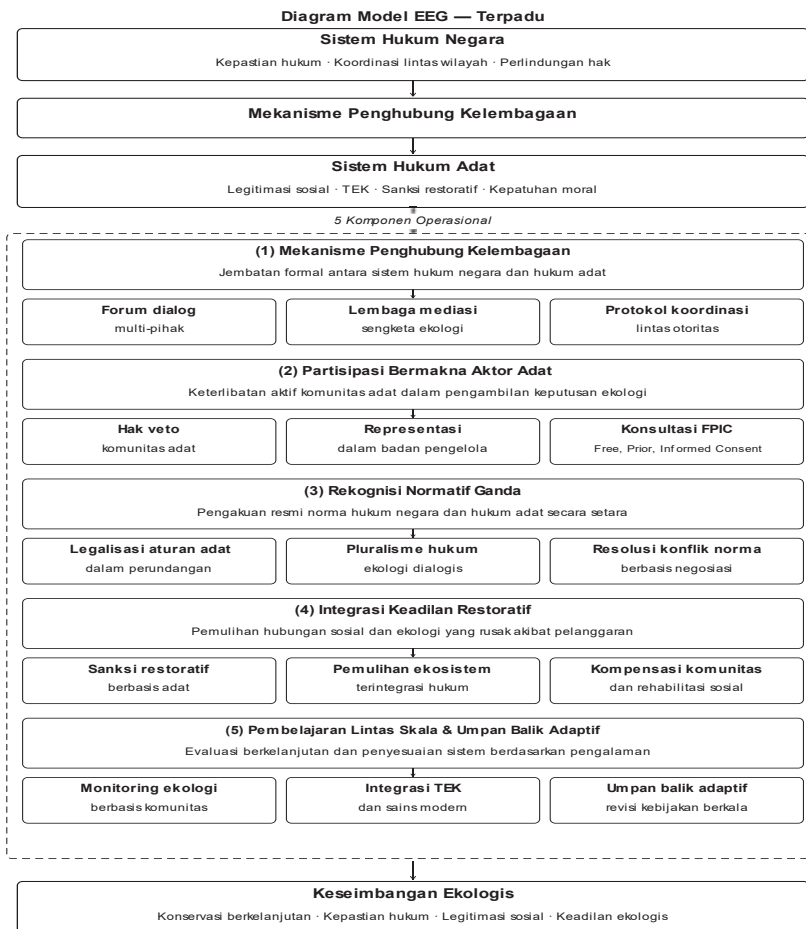 Diagram Model EEG — Terpadu
Sistem Hukum Negara
Kepastian hukum · Koordinasi lintas wilayah · Perlindungan hak
Mekanisme Penghubung Kelembagaan
Sistem Hukum Adat
Legitimasi sosial · TEK · Sanksi restoratif · Kepatuhan moral
5 Komponen Operasional
(1) Mekanisme Penghubung Kelembagaan
Jembatan formal antara sistem hukum negara dan hukum adat
Forum dialog
multi-pihak
Lembaga mediasi
sengketa ekologi
Protokol koordinasi
lintas otoritas
(2) Partisipasi Bermakna Aktor Adat
Keterlibatan aktif komunitas adat dalam pengambilan keputusan ekologi
Hak veto
komunitas adat
Representasi
dalam badan pengelola
Konsultasi FPIC
Free, Prior, Informed Consent
(3) Rekognisi Normatif Ganda
Pengakuan resmi norma hukum negara dan hukum adat secara setara
Legalisasi aturan adat
dalam perundangan
Pluralisme hukum
ekologi dialogis
Resolusi konflik norma
berbasis negosiasi
(4) Integrasi Keadilan Restoratif
Pemulihan hubungan sosial dan ekologi yang rusak akibat pelanggaran
Sanksi restoratif
berbasis adat
Pemulihan ekosistem
terintegrasi hukum
Kompensasi komunitas
dan rehabilitasi sosial
(5) Pembelajaran Lintas Skala & Umpan Balik Adaptif
Evaluasi berkelanjutan dan penyesuaian sistem berdasarkan pengalaman
Monitoring ekologi
berbasis komunitas
Integrasi TEK
dan sains modern
Umpan balik adaptif
revisi kebijakan berkala
Keseimbangan Ekologis
Konservasi berkelanjutan · Kepastian hukum · Legitimasi sosial · Keadilan ekologis